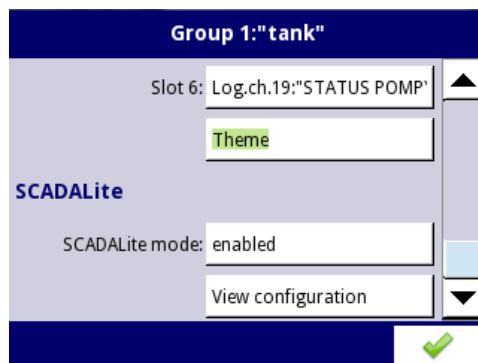 Group 1:"tank"
Slot 6: Log.ch.19:"STATUS POMP'
Theme
SCADALite
SCADALite mode: enabled
View configuration